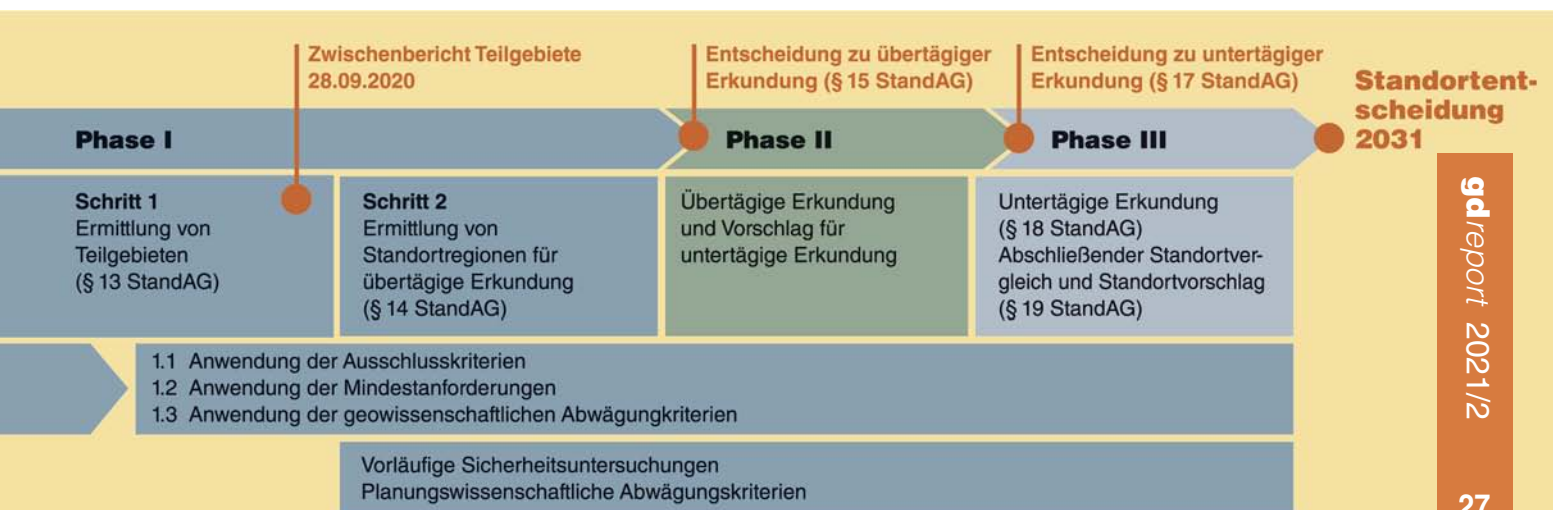 Zwischenbericht Teilgebiete
28.09.2020
Entscheidung zu übertägiger
Erkundung (§ 15 StandAG)
Entscheidung zu untertägiger
Erkundung (§ 17 StandAG)
Standortent-
scheidung
2031
Phase I
Phase II
Phase III
Schritt 1
Ermittlung von
Teilgebieten
(§ 13 StandAG)
Schritt 2
Ermittlung von
Standortregionen für
übertägige Erkundung
(§ 14 StandAG)
Übertägige Erkundung
und Vorschlag für
untertägige Erkundung
Untertägige Erkundung
(§ 18 StandAG)
Abschließender Standortver-
gleich und Standortvorschlag
(§ 19 StandAG)
1.1 Anwendung der Ausschlusskriterien
1.2 Anwendung der Mindestanforderungen
1.3 Anwendung der geowissenschaftlichen Abwägungkriterien
Vorläufige Sicherheitsuntersuchungen
Planungswissenschaftliche Abwägungskriterien
gdreport 2021/2
27